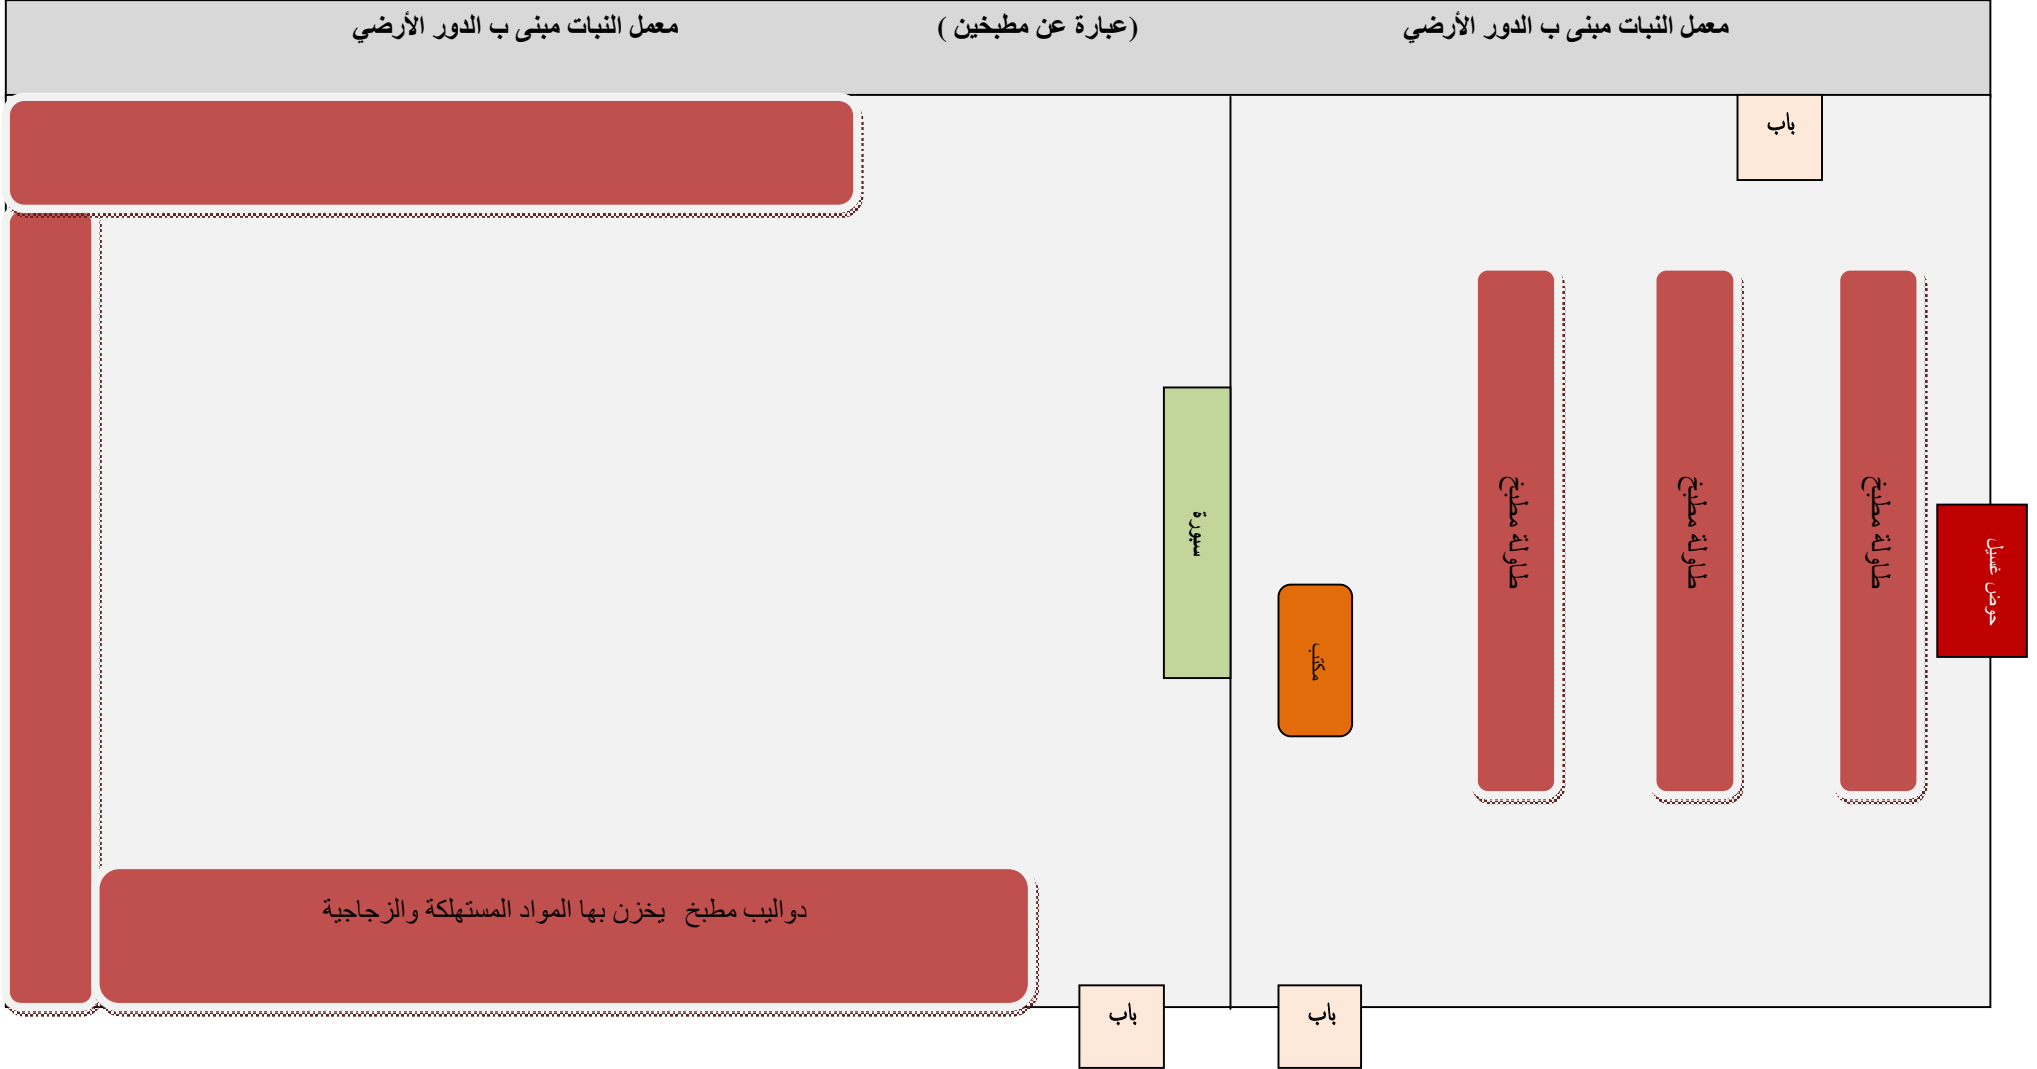 معمل النبات مبنى ب الدور الأرضي
(عبارة عن مطبخين )
معمل النبات مبنى ب الدور الأرضي
باب
طاولة مطبخ
طاولة مطبخ
طاولة مطبخ
حوض غسيل
سبورة
مكتب
دواليب مطبخ يخزن بها المواد المستهلكة والزجاجية
باب
باب